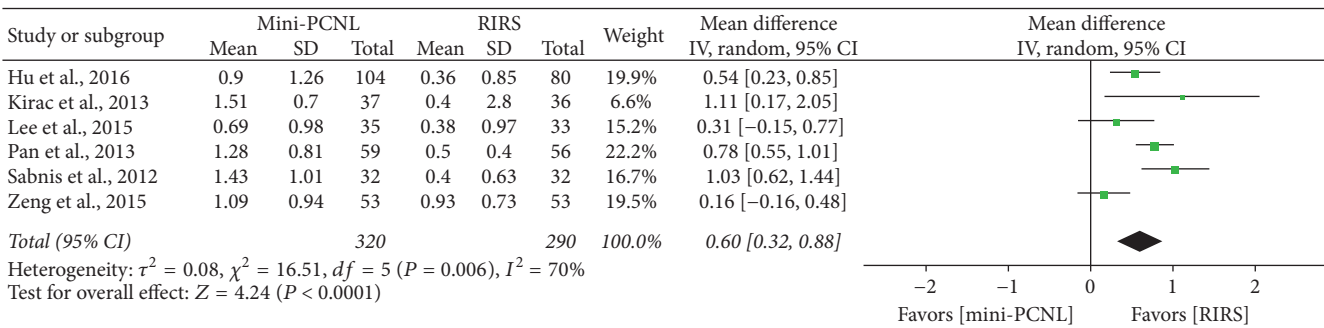 Study or subgroup Mini-PCNL RIRS Weight Mean difference Mean difference
Mean SD Total Mean SD Total IV, random, 95% CI IV, random, 95% CI
Hu et al., 2016 0.9 1.26 104 0.36 0.85 80 19.9% 0.54 [0.23, 0.85]
Kirac et al., 2013 1.51 0.7 37 0.4 2.8 36 6.6% 1.11 [0.17, 2.05]
Lee et al., 2015 0.69 0.98 35 0.38 0.97 33 15.2% 0.31 [−0.15, 0.77]
Pan et al., 2013 1.28 0.81 59 0.5 0.4 56 22.2% 0.78 [0.55, 1.01]
Sabnis et al., 2012 1.43 1.01 32 0.4 0.63 32 16.7% 1.03 [0.62, 1.44]
Zeng et al., 2015 1.09 0.94 53 0.93 0.73 53 19.5% 0.16 [−0.16, 0.48]
Total (95% CI) 320 290 100.0% 0.60 [0.32, 0.88]
Heterogeneity: τ² = 0.08, χ² = 16.51, df = 5 (P = 0.006), I² = 70%
Test for overall effect: Z = 4.24 (P < 0.0001)
−2 −1 0 1 2
Favors [mini-PCNL] Favors [RIRS]